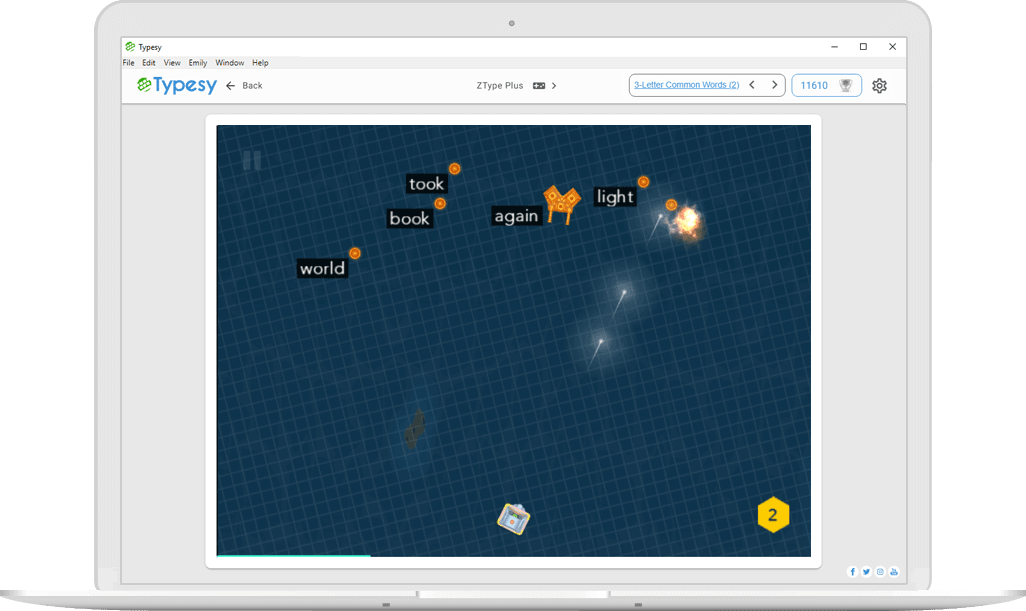 Typesy
File Edit View Emily Window Help
Typesy Back ZType Plus 3-Letter Common Words (2) 11610
took
light
book
again
world
2